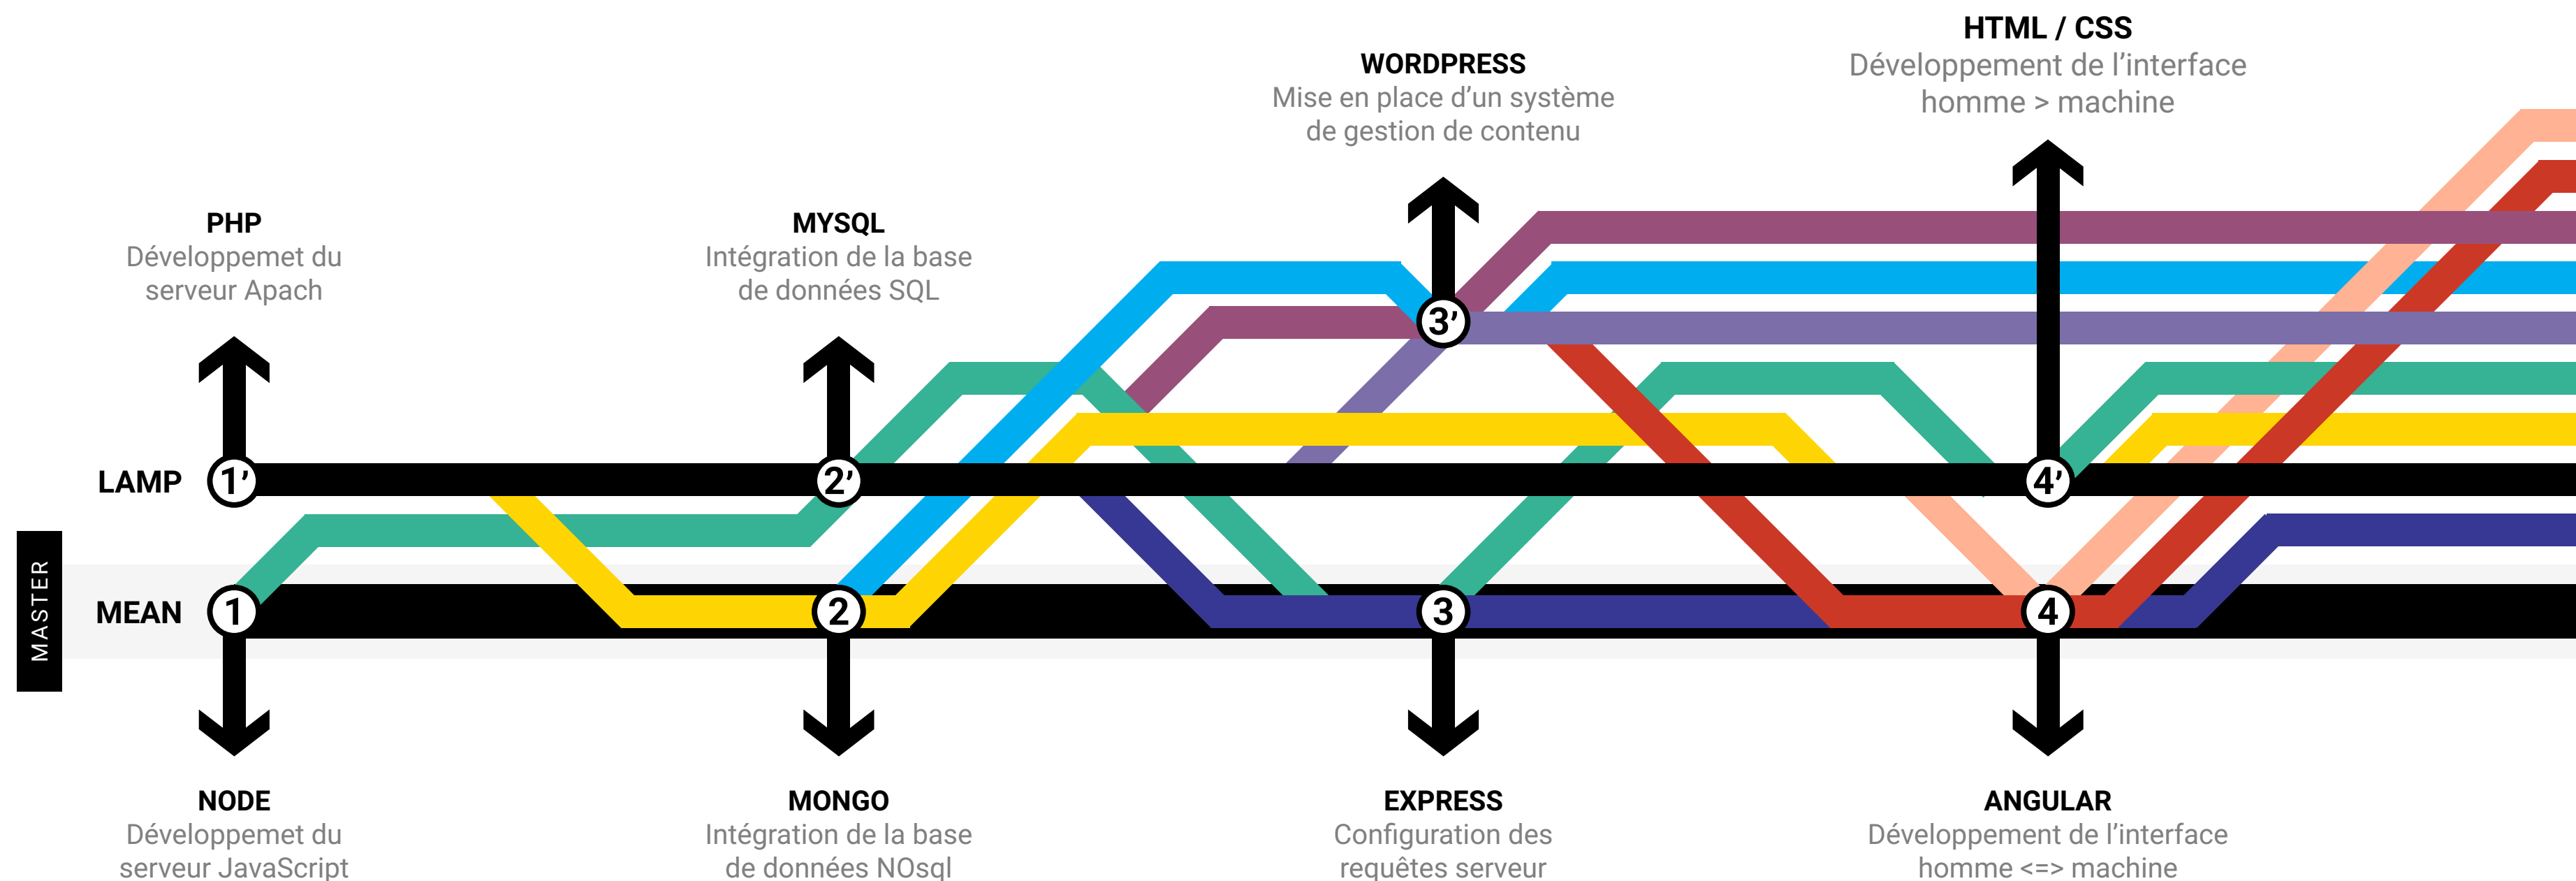 HTML / CSS
Développement de l’interface
homme > machine
WORDPRESS
Mise en place d’un système
de gestion de contenu
PHP
Développemet du
serveur Apach
MYSQL
Intégration de la base
de données SQL
3’
LAMP
1’
2’
4’
MASTER
MEAN
1
2
3
4
NODE
Développemet du
serveur JavaScript
MONGO
Intégration de la base
de données NOsql
EXPRESS
Configuration des
requêtes serveur
ANGULAR
Développement de l’interface
homme <=> machine